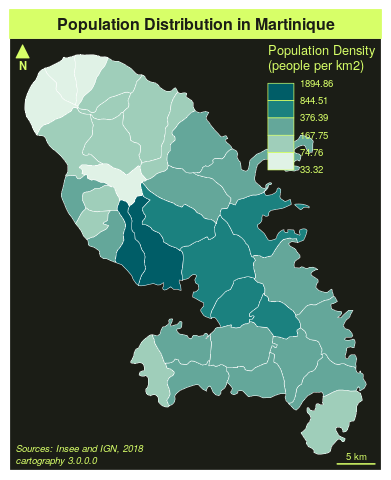 Population Distribution in Martinique
N
Population Density
(people per km2)
1894.86
844.51
376.39
167.75
74.76
33.32
Sources: Insee and IGN, 2018
cartography 3.0.0.0
5 km